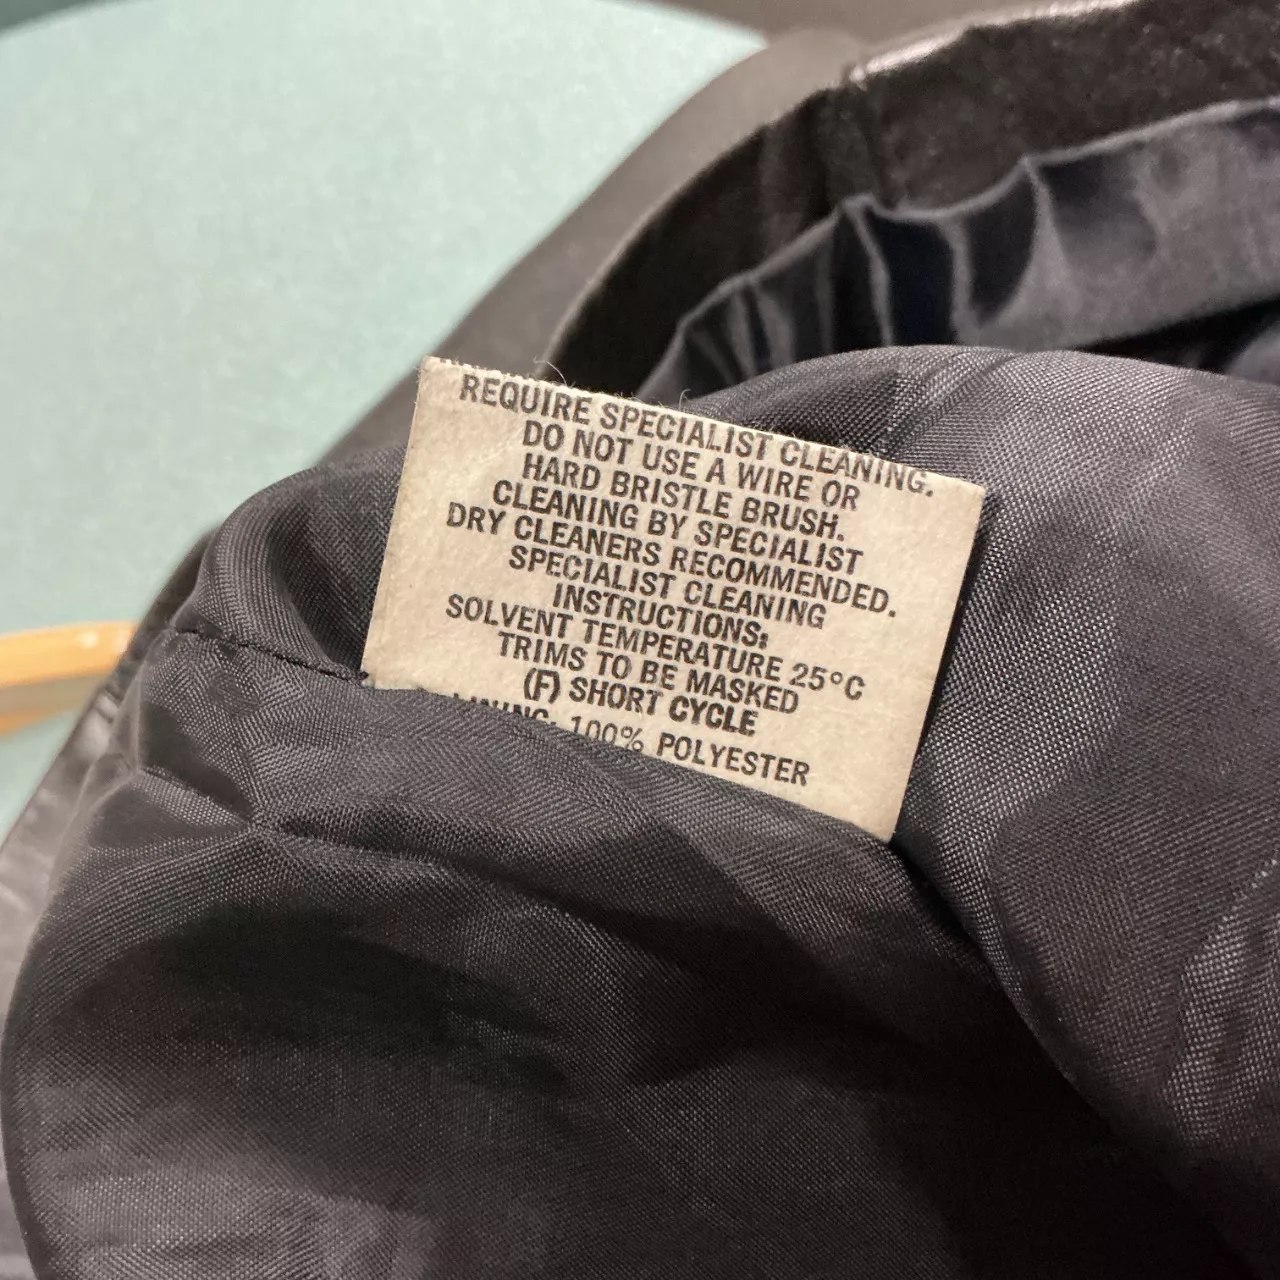 REQUIRE SPECIALIST CLEANING.
DO NOT USE A WIRE OR
HARD BRISTLE BRUSH.
CLEANING BY SPECIALIST
DRY CLEANERS RECOMMENDED.
SPECIALIST CLEANING
INSTRUCTIONS:
SOLVENT TEMPERATURE 25°C
TRIMS TO BE MASKED
(F) SHORT CYCLE
LINING: 100% POLYESTER